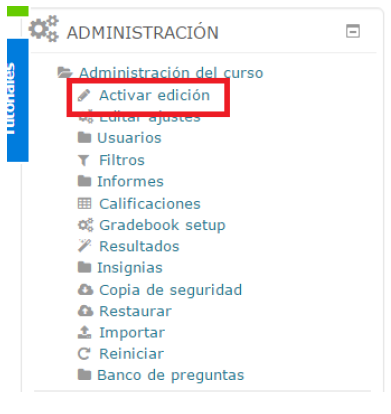 ADMINISTRACIÓN
Administración del curso
Activar edición
Editar ajustes
Usuarios
Filtros
Informes
Calificaciones
Gradebook setup
Resultados
Insignias
Copia de seguridad
Restaurar
Importar
Reiniciar
Banco de preguntas
Tutoriales